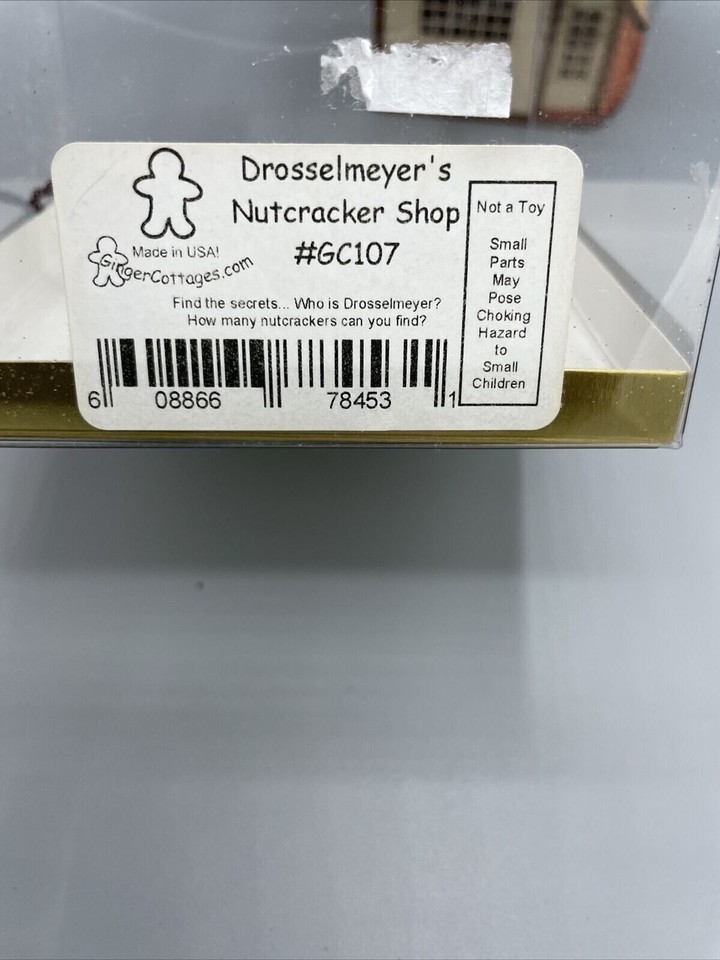 Drosselmeyer's
Nutcracker Shop
#GC107
Made in USA!
GingerCottages.com
Find the secrets... Who is Drosselmeyer?
How many nutcrackers can you find?
6 08866 78453 1
Not a Toy
Small
Parts
May
Pose
Choking
Hazard
to
Small
Children